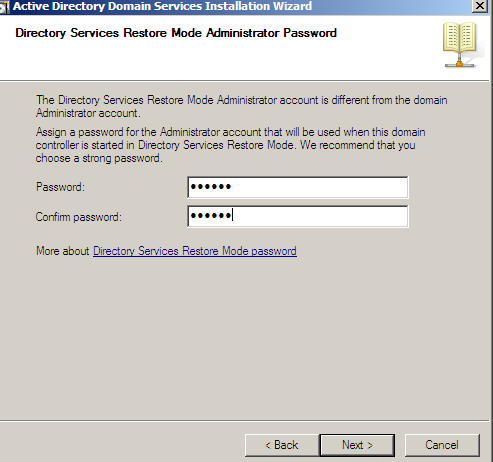 Active Directory Domain Services Installation Wizard
Directory Services Restore Mode Administrator Password
The Directory Services Restore Mode Administrator account is different from the domain
Administrator account.
Assign a password for the Administrator account that will be used when this domain
controller is started in Directory Services Restore Mode. We recommend that you
choose a strong password.
Password: ••••••
Confirm password: ••••••
More about Directory Services Restore Mode password
< Back Next > Cancel